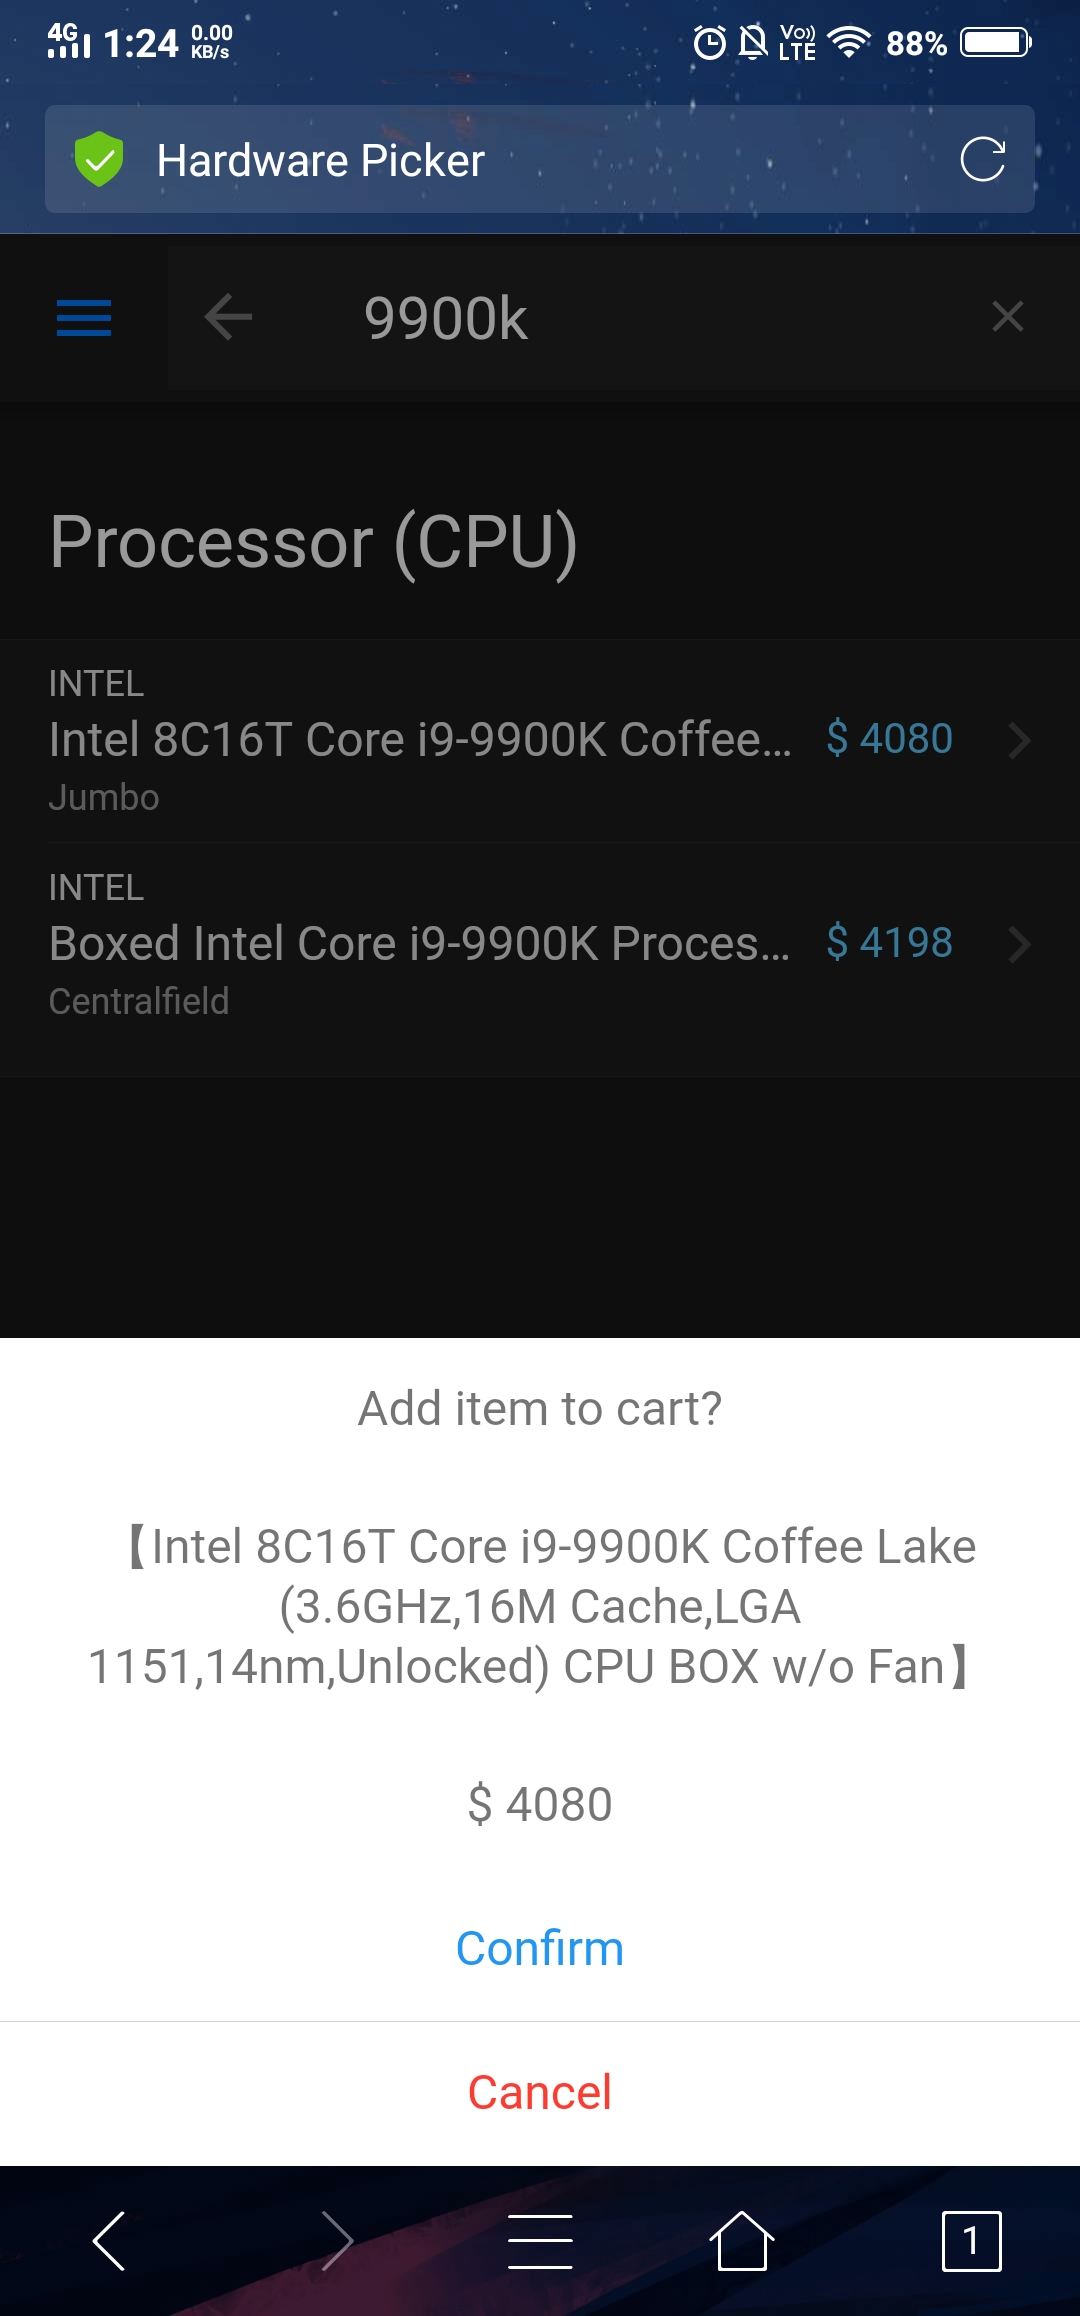 4G 1:24 0.00 KB/s Vo)) LTE 88%
Hardware Picker
9900k
Processor (CPU)
INTEL
Intel 8C16T Core i9-9900K Coffee... $ 4080
Jumbo
INTEL
Boxed Intel Core i9-9900K Proces... $ 4198
Centralfield
Add item to cart?
【Intel 8C16T Core i9-9900K Coffee Lake
(3.6GHz,16M Cache,LGA
1151,14nm,Unlocked) CPU BOX w/o Fan】
$ 4080
Confirm
Cancel
1